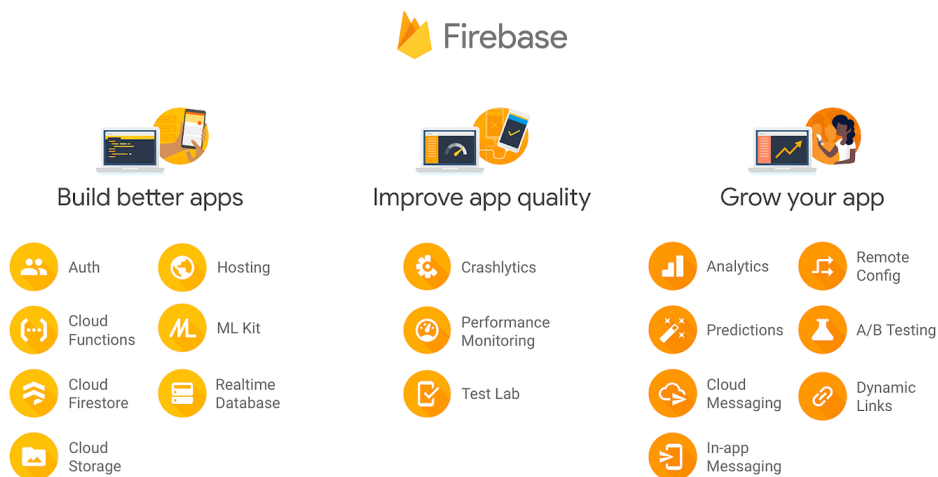 Firebase
Build better apps
Improve app quality
Grow your app
Auth
Hosting
Cloud
Functions
ML Kit
Cloud
Firestore
Realtime
Database
Cloud
Storage
Crashlytics
Performance
Monitoring
Test Lab
Analytics
Remote
Config
Predictions
A/B Testing
Cloud
Messaging
Dynamic
Links
In-app
Messaging